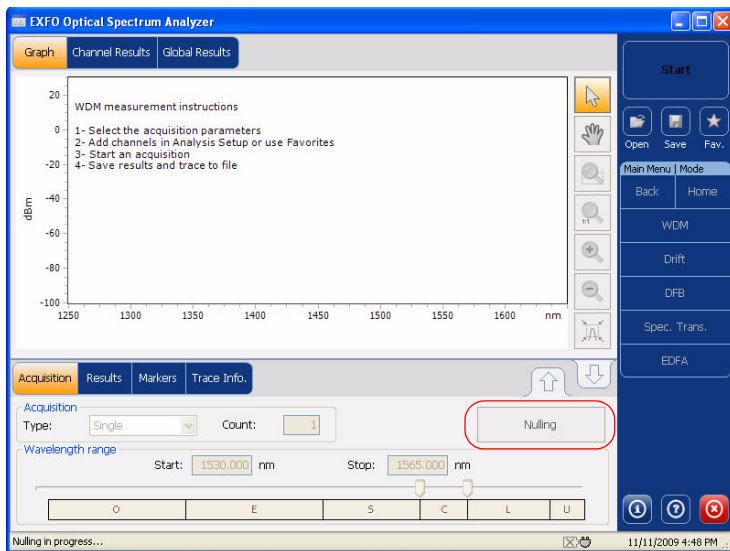 EXFO Optical Spectrum Analyzer
Graph Channel Results Global Results
Start
20
0
-20
-40
-60
-80
-100
dBm
WDM measurement instructions
1- Select the acquisition parameters
2- Add channels in Analysis Setup or use Favorites
3- Start an acquisition
4- Save results and trace to file
1250 1300 1350 1400 1450 1500 1550 1600 nm
1:1
Open Save Fav.
Main Menu | Mode
Back Home
WDM
Drift
DFB
Spec. Trans.
EDFA
Acquisition Results Markers Trace Info.
Acquisition
Type: Single Count: 1
Nulling
Wavelength range
Start: 1530.000 nm Stop: 1565.000 nm
O E S C L U
Nulling in progress...
11/11/2009 4:48 PM